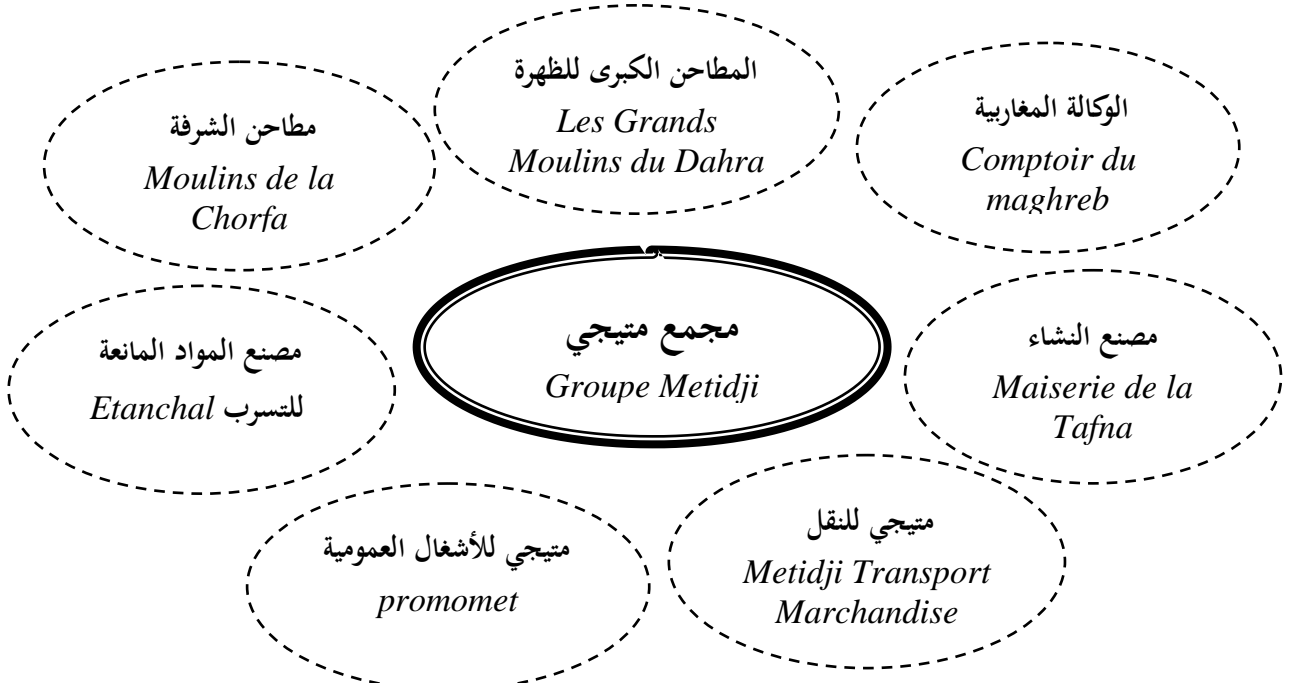 المطاحن الكبرى للظهرة
Les Grands
Moulins du Dahra
الوكالة المغاربية
Comptoir du
maghreb
مطاحن الشرفة
Moulins de la
Chorfa
مجمع متيجي
Groupe Metidji
مصنع النشاء
Maiserie de la
Tafna
مصنع المواد المانعة
للتسرب Etanchal
متيجي للنقل
Metidji Transport
Marchandise
متيجي للأشغال العمومية
promomet